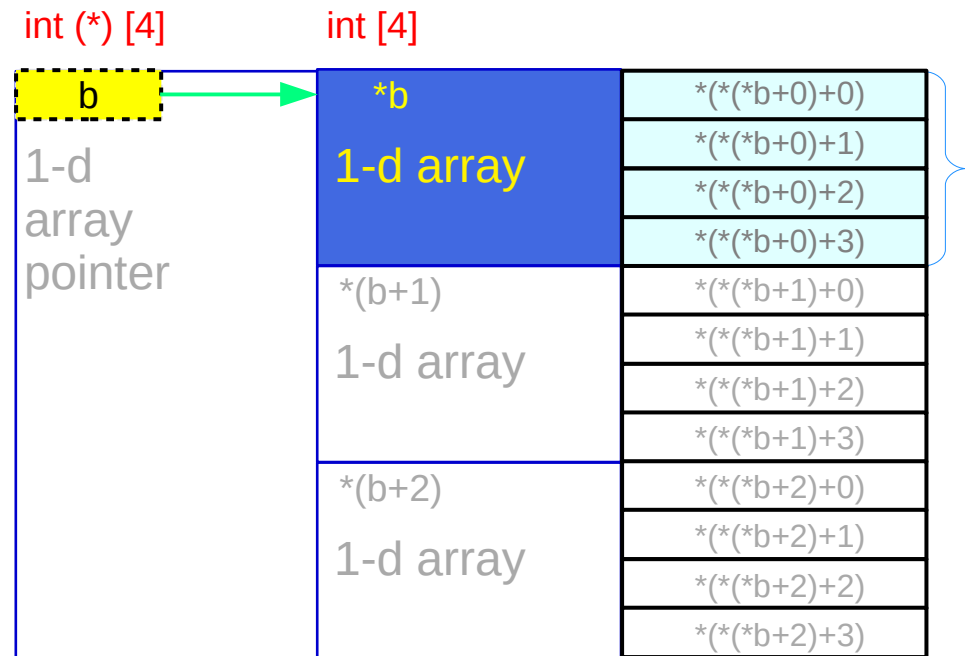 int (*) [4]
int [4]
b
1-d
array
pointer
*b
1-d array
*(b+1)
1-d array
*(b+2)
1-d array
*(*(*b+0)+0)
*(*(*b+0)+1)
*(*(*b+0)+2)
*(*(*b+0)+3)
*(*(*b+1)+0)
*(*(*b+1)+1)
*(*(*b+1)+2)
*(*(*b+1)+3)
*(*(*b+2)+0)
*(*(*b+2)+1)
*(*(*b+2)+2)
*(*(*b+2)+3)